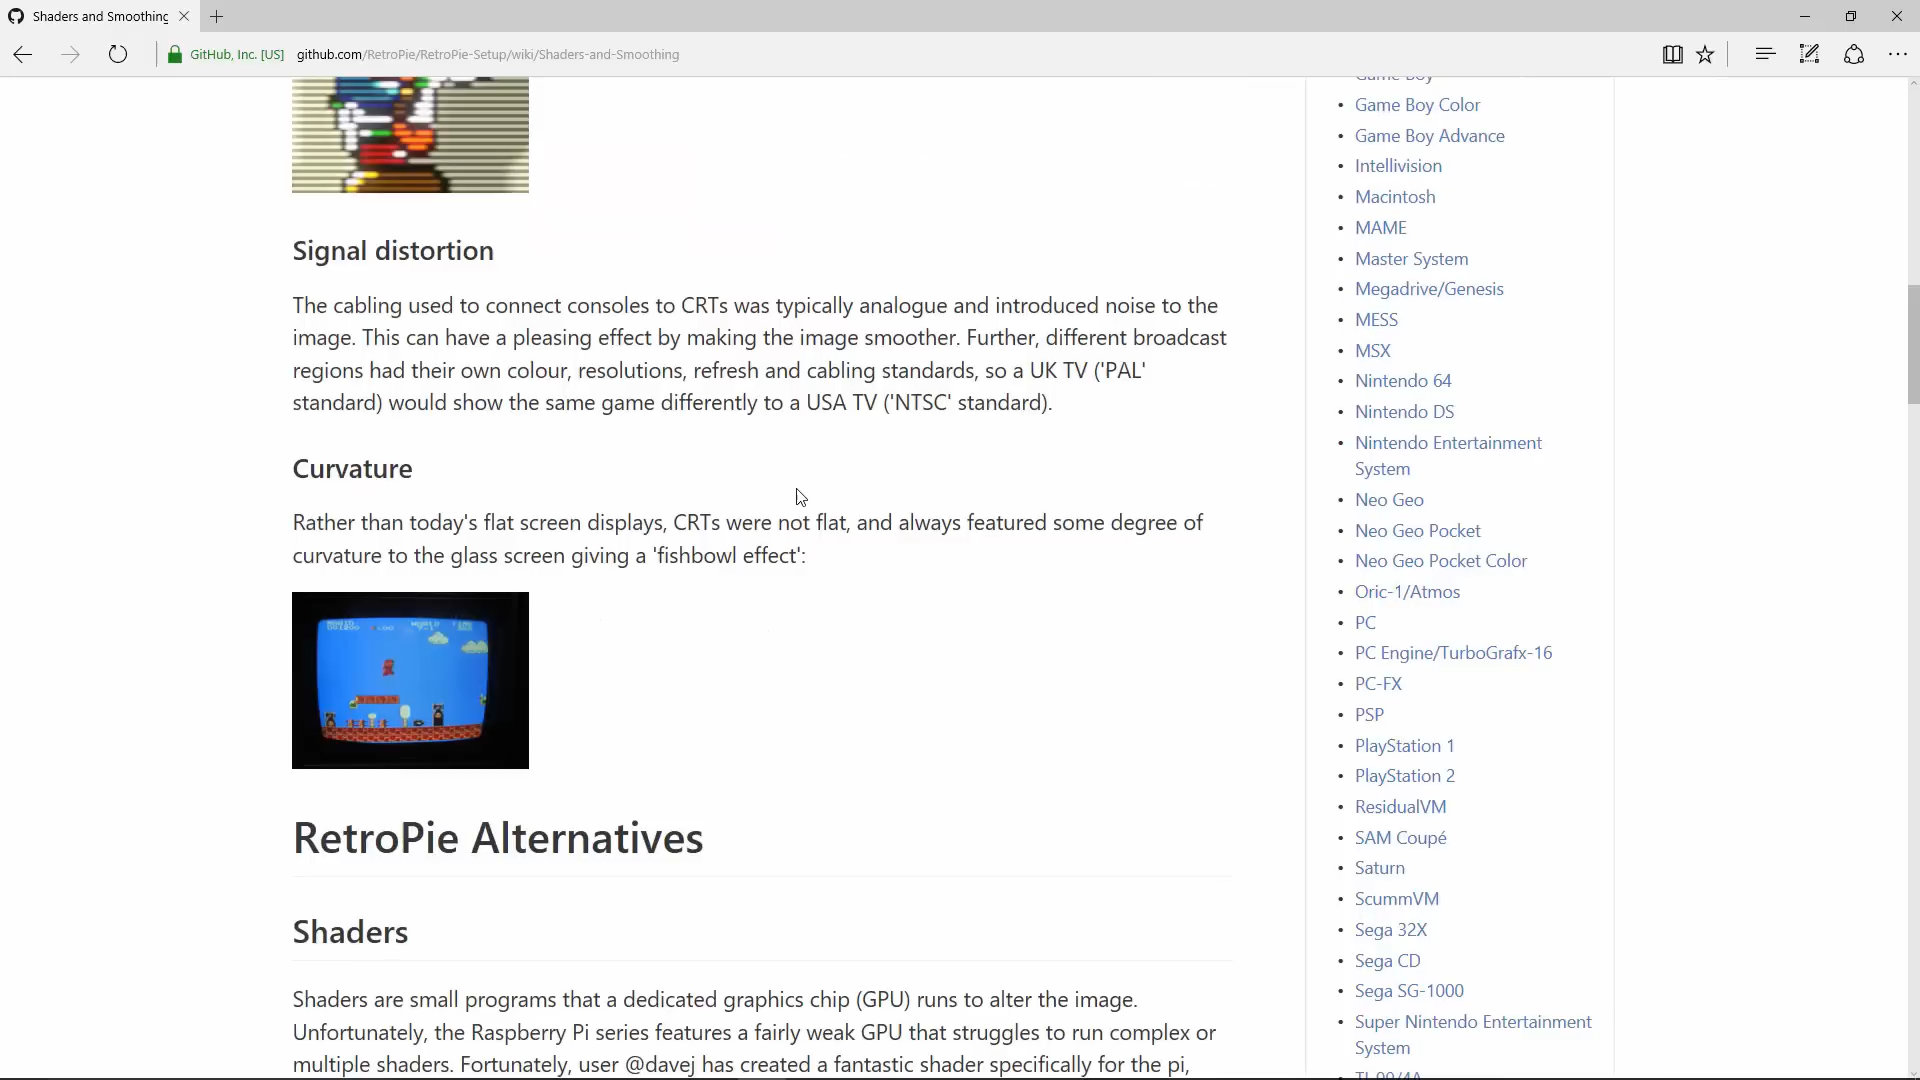 Shaders and Smoothing
GitHub, Inc. [US]
github.com/RetroPie/RetroPie-Setup/wiki/Shaders-and-Smoothing
Signal distortion
The cabling used to connect consoles to CRTs was typically analogue and introduced noise to the
image. This can have a pleasing effect by making the image smoother. Further, different broadcast
regions had their own colour, resolutions, refresh and cabling standards, so a UK TV ('PAL'
standard) would show the same game differently to a USA TV ('NTSC' standard).
Curvature
Rather than today's flat screen displays, CRTs were not flat, and always featured some degree of
curvature to the glass screen giving a 'fishbowl effect':
RetroPie Alternatives
Shaders
Shaders are small programs that a dedicated graphics chip (GPU) runs to alter the image.
Unfortunately, the Raspberry Pi series features a fairly weak GPU that struggles to run complex or
multiple shaders. Fortunately, user @davej has created a fantastic shader specifically for the pi,
Game Boy
• Game Boy Color
• Game Boy Advance
• Intellivision
• Macintosh
• MAME
• Master System
• Megadrive/Genesis
• MESS
• MSX
• Nintendo 64
• Nintendo DS
• Nintendo Entertainment
System
• Neo Geo
• Neo Geo Pocket
• Neo Geo Pocket Color
• Oric-1/Atmos
• PC
• PC Engine/TurboGrafx-16
• PC-FX
• PSP
• PlayStation 1
• PlayStation 2
• ResidualVM
• SAM Coupé
• Saturn
• ScummVM
• Sega 32X
• Sega CD
• Sega SG-1000
• Super Nintendo Entertainment
System
TI-99/4A